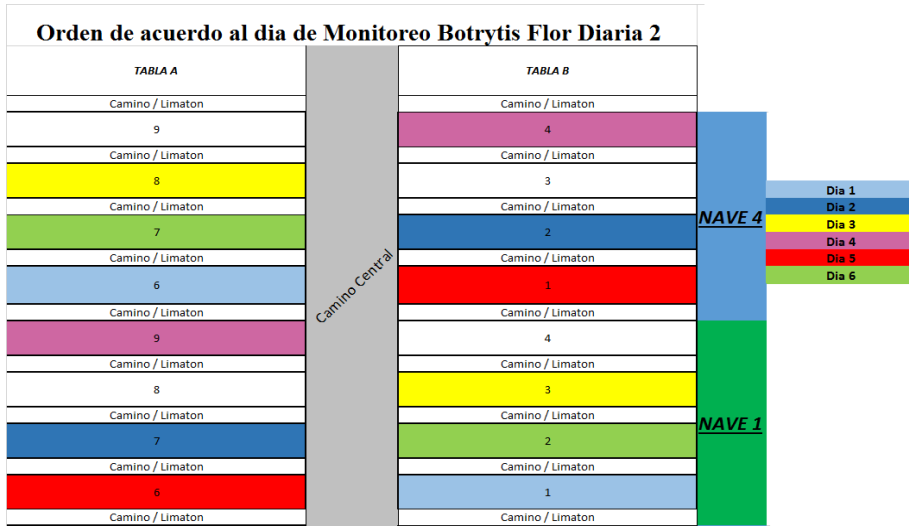 Orden de acuerdo al dia de Monitoreo Botrytis Flor Diaria 2
TABLA A
TABLA B
Camino / Limaton
Camino / Limaton
9
4
Camino / Limaton
Camino / Limaton
8
3
Camino / Limaton
Camino / Limaton
7
2
Camino / Limaton
Camino / Limaton
6
1
Camino / Limaton
Camino / Limaton
9
4
Camino / Limaton
Camino / Limaton
8
3
Camino / Limaton
Camino / Limaton
7
2
Camino / Limaton
Camino / Limaton
6
1
Camino Central
NAVE 4
NAVE 1
Dia 1
Dia 2
Dia 3
Dia 4
Dia 5
Dia 6